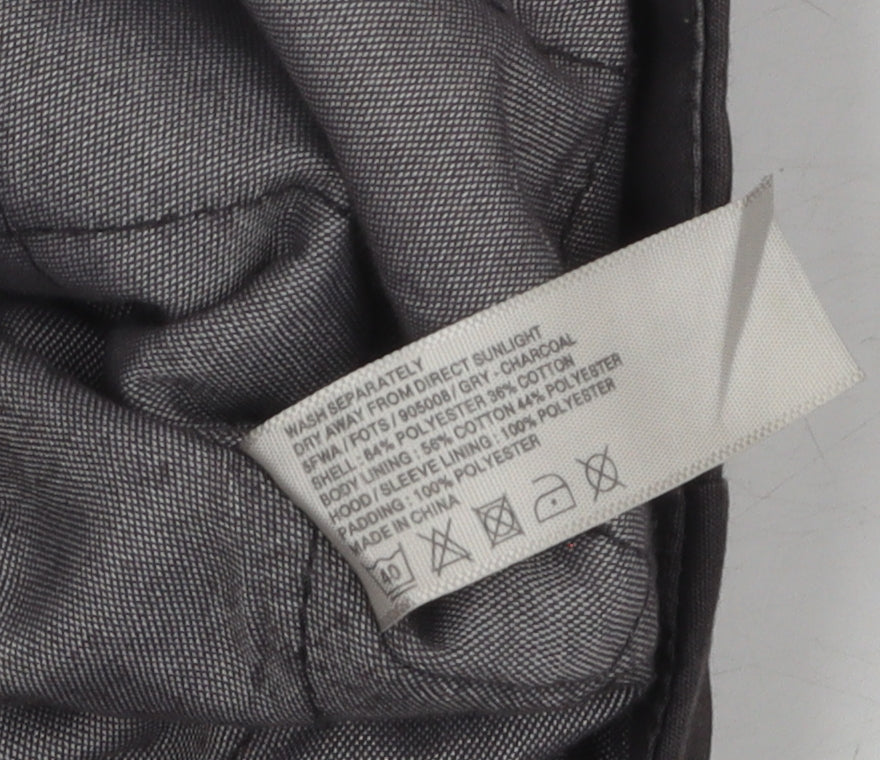 WASH SEPARATELY
DRY AWAY FROM DIRECT SUNLIGHT
6FWA / FOTS / 905008 / GRY - CHARCOAL
SHELL : 64% POLYESTER 36% COTTON
BODY LINING : 56% COTTON 44% POLYESTER
HOOD / SLEEVE LINING : 100% POLYESTER
PADDING : 100% POLYESTER
MADE IN CHINA
40